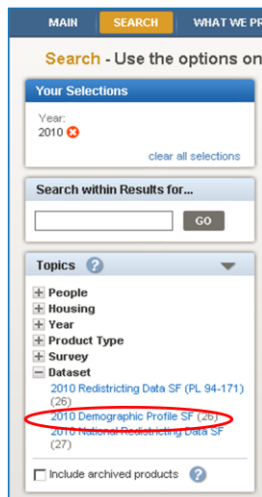 MAIN SEARCH WHAT WE PR
Search - Use the options on
Your Selections
Year:
2010
clear all selections
Search within Results for...
GO
Topics ?
People
Housing
Year
Product Type
Survey
Dataset
2010 Redistricting Data SF (PL 94-171)
(26)
2010 Demographic Profile SF (26)
2010 National Redistricting Data SF
(27)
Include archived products ?